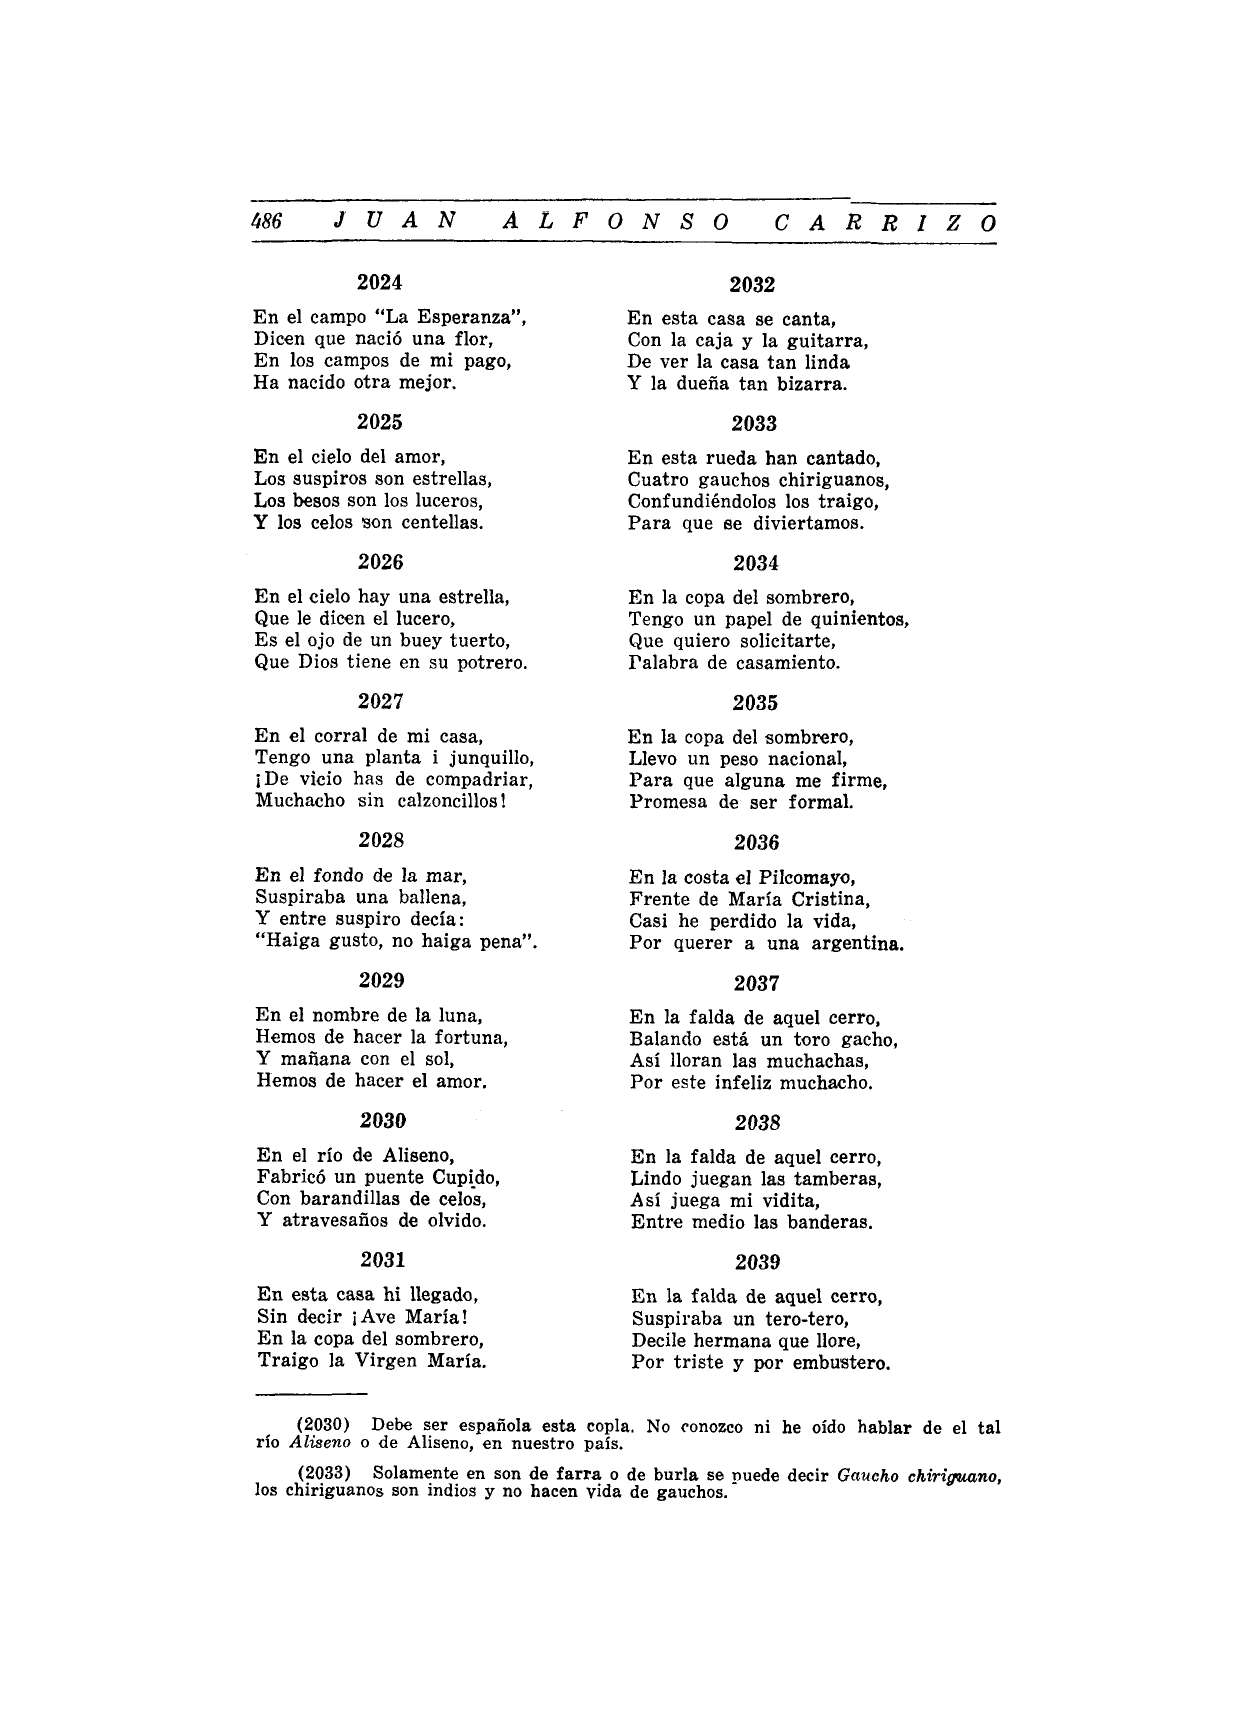 486 JUAN ALFONSO CARRIZO
2024
En el campo “La Esperanza”,
Dicen que nació una flor,
En los campos de mi pago,
Ha nacido otra mejor.
2025
En el cielo del amor,
Los suspiros son estrellas,
Los besos son los luceros,
Y los celos son centellas.
2026
En el cielo hay una estrella,
Que le dicen el lucero,
Es el ojo de un buey tuerto,
Que Dios tiene en su potrero.
2027
En el corral de mi casa,
Tengo una planta i junquillo,
¡De vicio has de compadriar,
Muchacho sin calzoncillos!
2028
En el fondo de la mar,
Suspiraba una ballena,
Y entre suspiro decía:
“Haiga gusto, no haiga pena”.
2029
En el nombre de la luna,
Hemos de hacer la fortuna,
Y mañana con el sol,
Hemos de hacer el amor.
2030
En el río de Aliseno,
Fabricó un puente Cupido,
Con barandillas de celos,
Y atravesaños de olvido.
2031
En esta casa hi llegado,
Sin decir ¡Ave María!
En la copa del sombrero,
Traigo la Virgen María.
2032
En esta casa se canta,
Con la caja y la guitarra,
De ver la casa tan linda
Y la dueña tan bizarra.
2033
En esta rueda han cantado,
Cuatro gauchos chiriguanos,
Confundiéndolos los traigo,
Para que se diviertamos.
2034
En la copa del sombrero,
Tengo un papel de quinientos,
Que quiero solicitarte,
Palabra de casamiento.
2035
En la copa del sombrero,
Llevo un peso nacional,
Para que alguna me firme,
Promesa de ser formal.
2036
En la costa el Pilcomayo,
Frente de María Cristina,
Casi he perdido la vida,
Por querer a una argentina.
2037
En la falda de aquel cerro,
Balando está un toro gacho,
Así lloran las muchachas,
Por este infeliz muchacho.
2038
En la falda de aquel cerro,
Lindo juegan las tamberas,
Así juega mi vidita,
Entre medio las banderas.
2039
En la falda de aquel cerro,
Suspiraba un tero-tero,
Decile hermana que llore,
Por triste y por embustero.
(2030) Debe ser española esta copla. No conozco ni he oído hablar de el tal
río Aliseno o de Aliseno, en nuestro país.
(2033) Solamente en son de farra o de burla se puede decir Gaucho chiriguano,
los chiriguanos son indios y no hacen vida de gauchos.